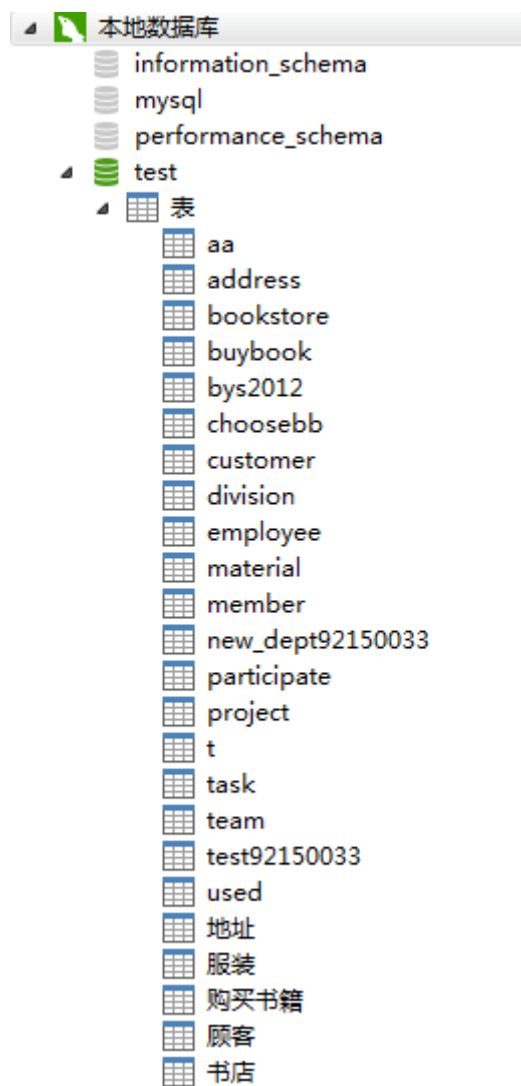 本地数据库
information_schema
mysql
performance_schema
test
表
aa
address
bookstore
buybook
bys2012
choosebb
customer
division
employee
material
member
new_dept92150033
participate
project
t
task
team
test92150033
used
地址
服装
购买书籍
顾客
书店